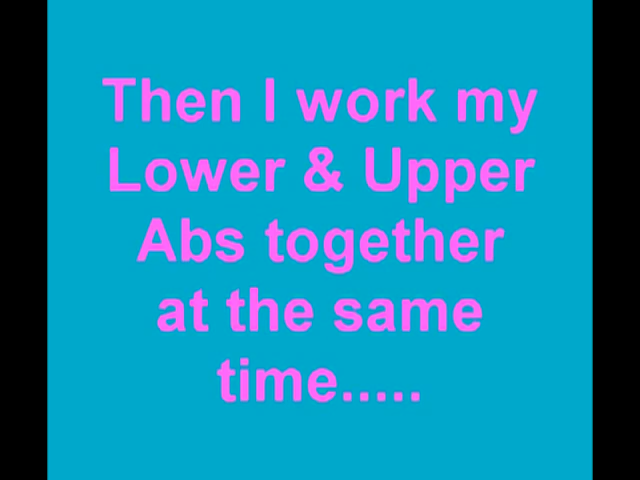 Then I work my
Lower & Upper
Abs together
at the same
time.....